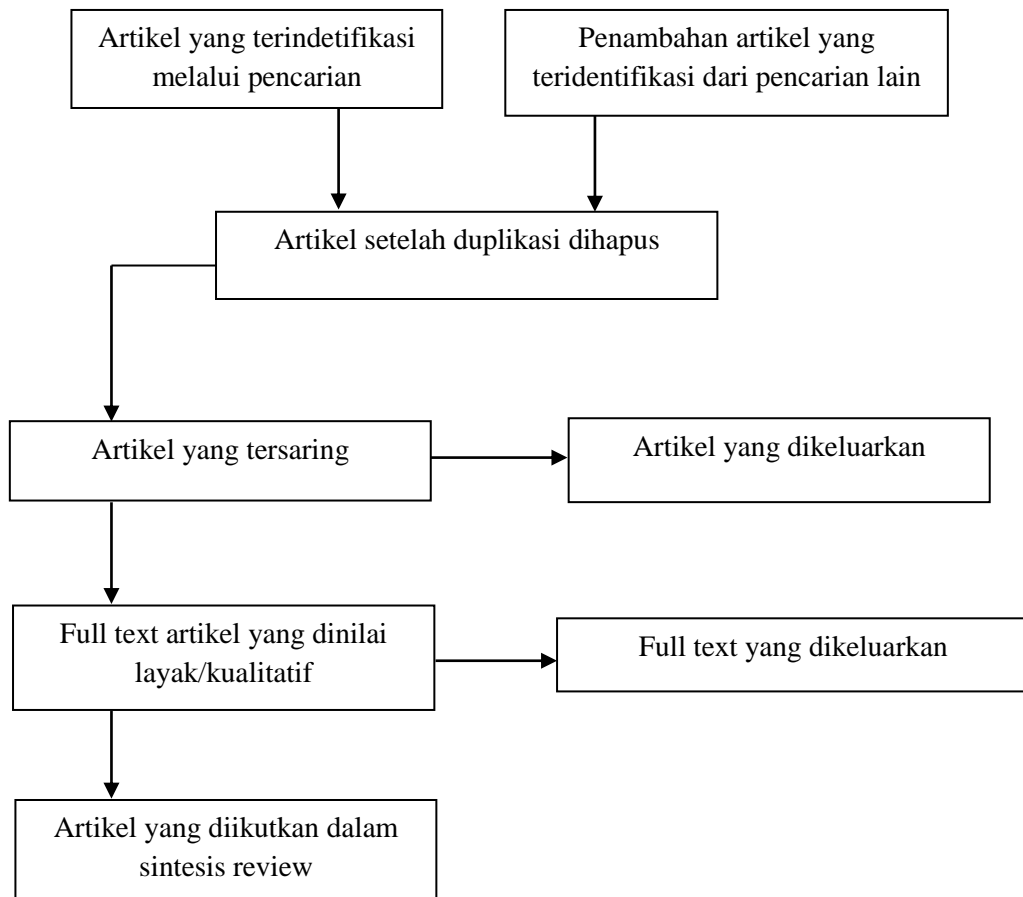 Artikel yang terindetifikasi
melalui pencarian
Penambahan artikel yang
teridentifikasi dari pencarian lain
Artikel setelah duplikasi dihapus
Artikel yang tersaring
Artikel yang dikeluarkan
Full text artikel yang dinilai
layak/kualitatif
Full text yang dikeluarkan
Artikel yang diikutkan dalam
sintesis review